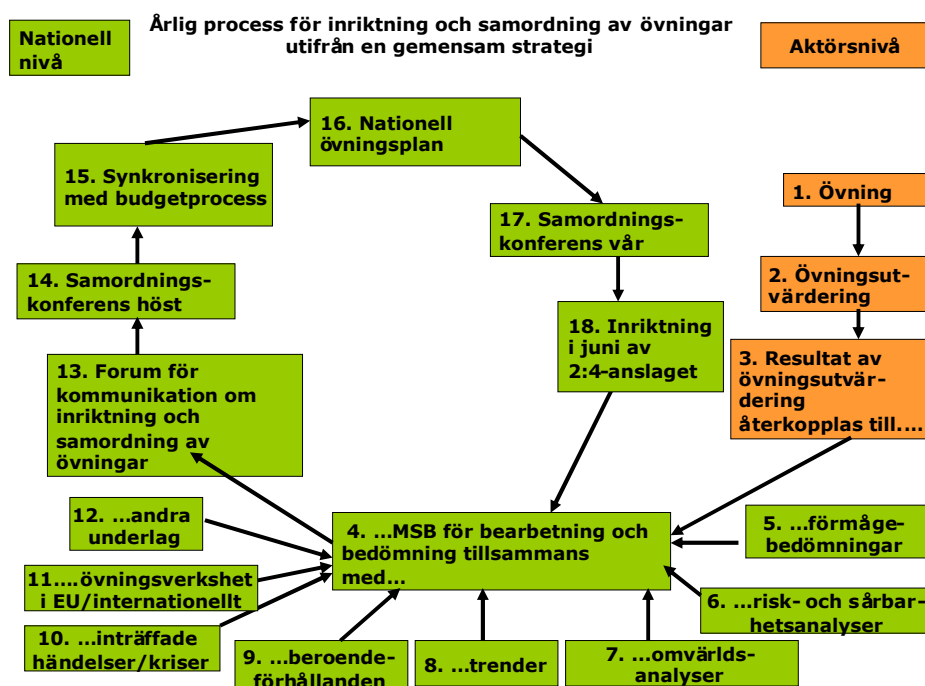 Årlig process för inriktning och samordning av övningar
utifrån en gemensam strategi
Nationell
nivå
Aktörsnivå
1. Övning
2. Övningsut-
värdering
3. Resultat av
övningsutvär-
dering
återkopplas till….
4. …MSB för bearbetning och
bedömning tillsammans
med…
5. …förmåge-
bedömningar
6. …risk- och sårbar-
hetsanalyser
7. …omvärlds-
analyser
8. …trender
9. …beroende-
förhållanden
10. …inträffade
händelser/kriser
11….övningsverkshet
i EU/internationellt
12. …andra
underlag
13. Forum för
kommunikation om
inriktning och
samordning av
övningar
14. Samordnings-
konferens höst
15. Synkronisering
med budgetprocess
16. Nationell
övningsplan
17. Samordnings-
konferens vår
18. Inriktning
i juni av
2:4-anslaget